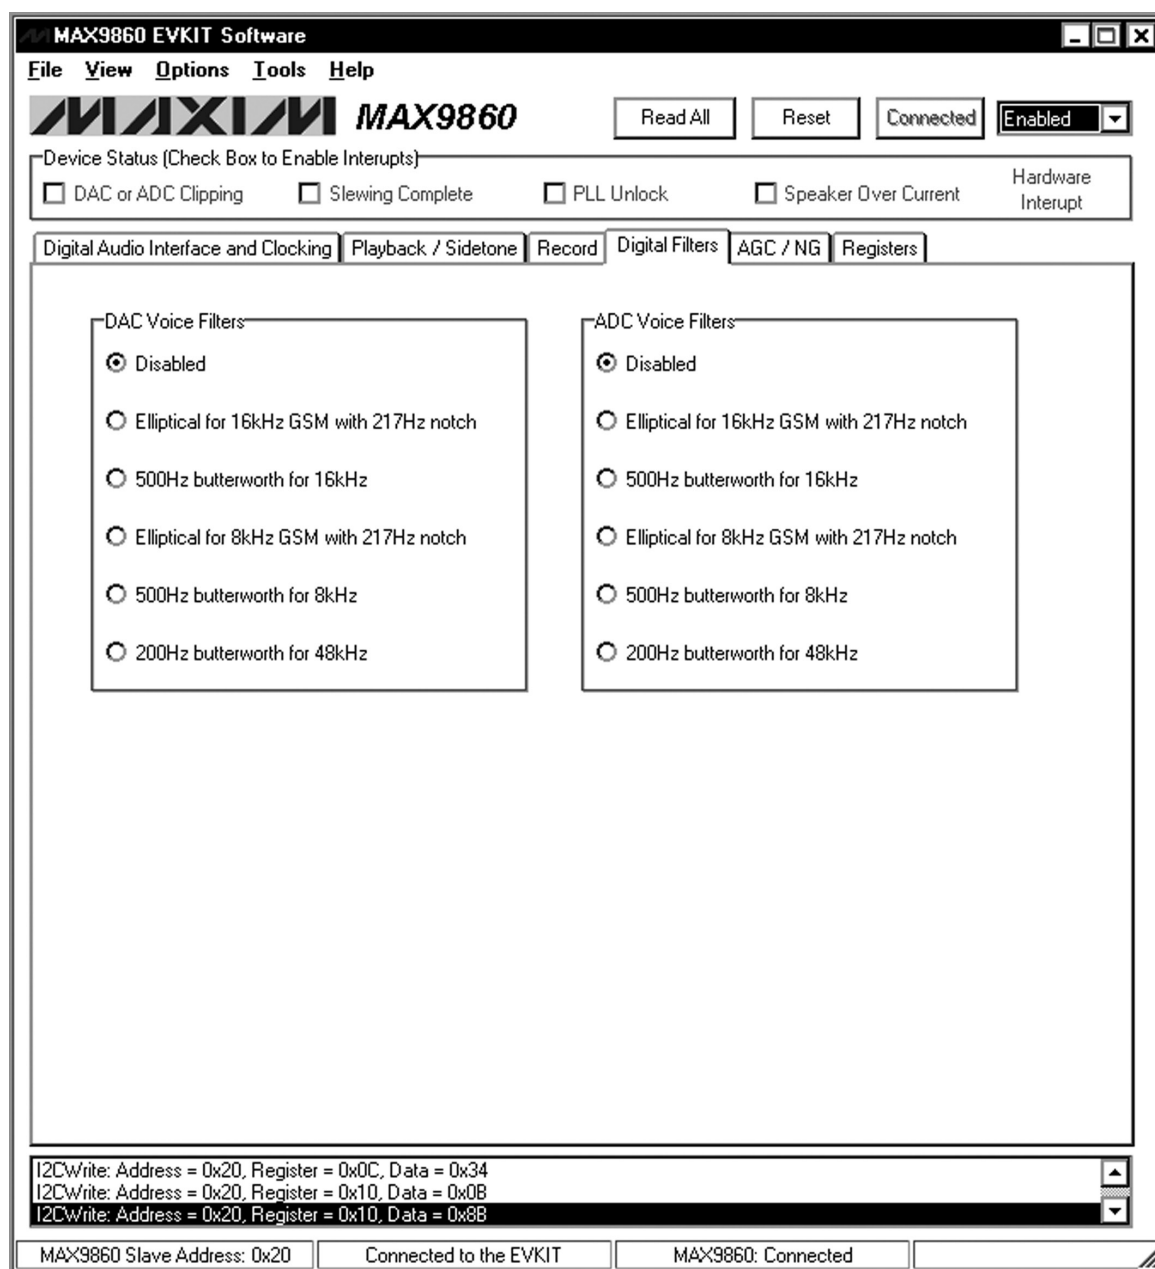 MAX9860 EVKIT Software
File View Options Tools Help
MAXIM MAX9860 Read All Reset Connected Enabled
Device Status (Check Box to Enable Interupts)
DAC or ADC Clipping Slewing Complete PLL Unlock Speaker Over Current Hardware Interupt
Digital Audio Interface and Clocking Playback / Sidetone Record Digital Filters AGC / NG Registers
DAC Voice Filters
Disabled
Elliptical for 16kHz GSM with 217Hz notch
500Hz butterworth for 16kHz
Elliptical for 8kHz GSM with 217Hz notch
500Hz butterworth for 8kHz
200Hz butterworth for 48kHz
ADC Voice Filters
Disabled
Elliptical for 16kHz GSM with 217Hz notch
500Hz butterworth for 16kHz
Elliptical for 8kHz GSM with 217Hz notch
500Hz butterworth for 8kHz
200Hz butterworth for 48kHz
I2CWrite: Address = 0x20, Register = 0x0C, Data = 0x34
I2CWrite: Address = 0x20, Register = 0x10, Data = 0x0B
I2CWrite: Address = 0x20, Register = 0x10, Data = 0x8B
MAX9860 Slave Address: 0x20 Connected to the EVKIT MAX9860: Connected